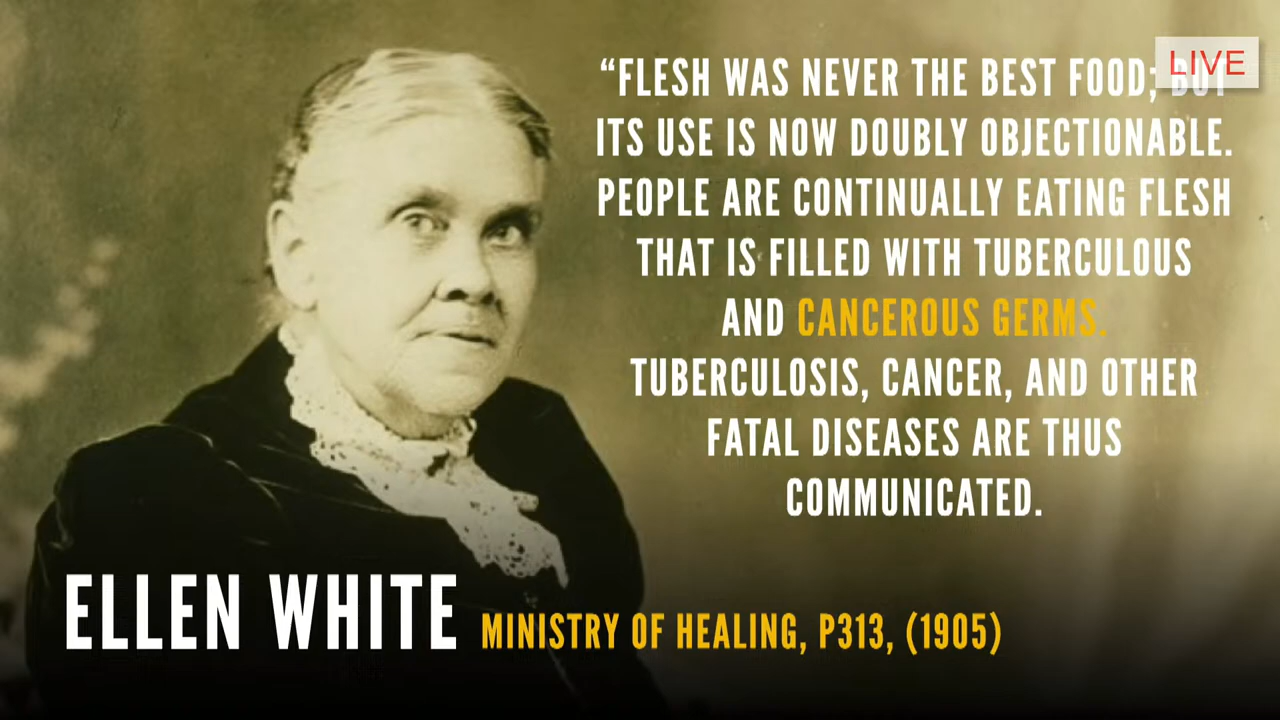 “FLESH WAS NEVER THE BEST FOOD; BUT
LIVE
ITS USE IS NOW DOUBLY OBJECTIONABLE.
PEOPLE ARE CONTINUALLY EATING FLESH
THAT IS FILLED WITH TUBERCULOUS
AND CANCEROUS GERMS.
TUBERCULOSIS, CANCER, AND OTHER
FATAL DISEASES ARE THUS
COMMUNICATED.
ELLEN WHITE MINISTRY OF HEALING, P313, (1905)